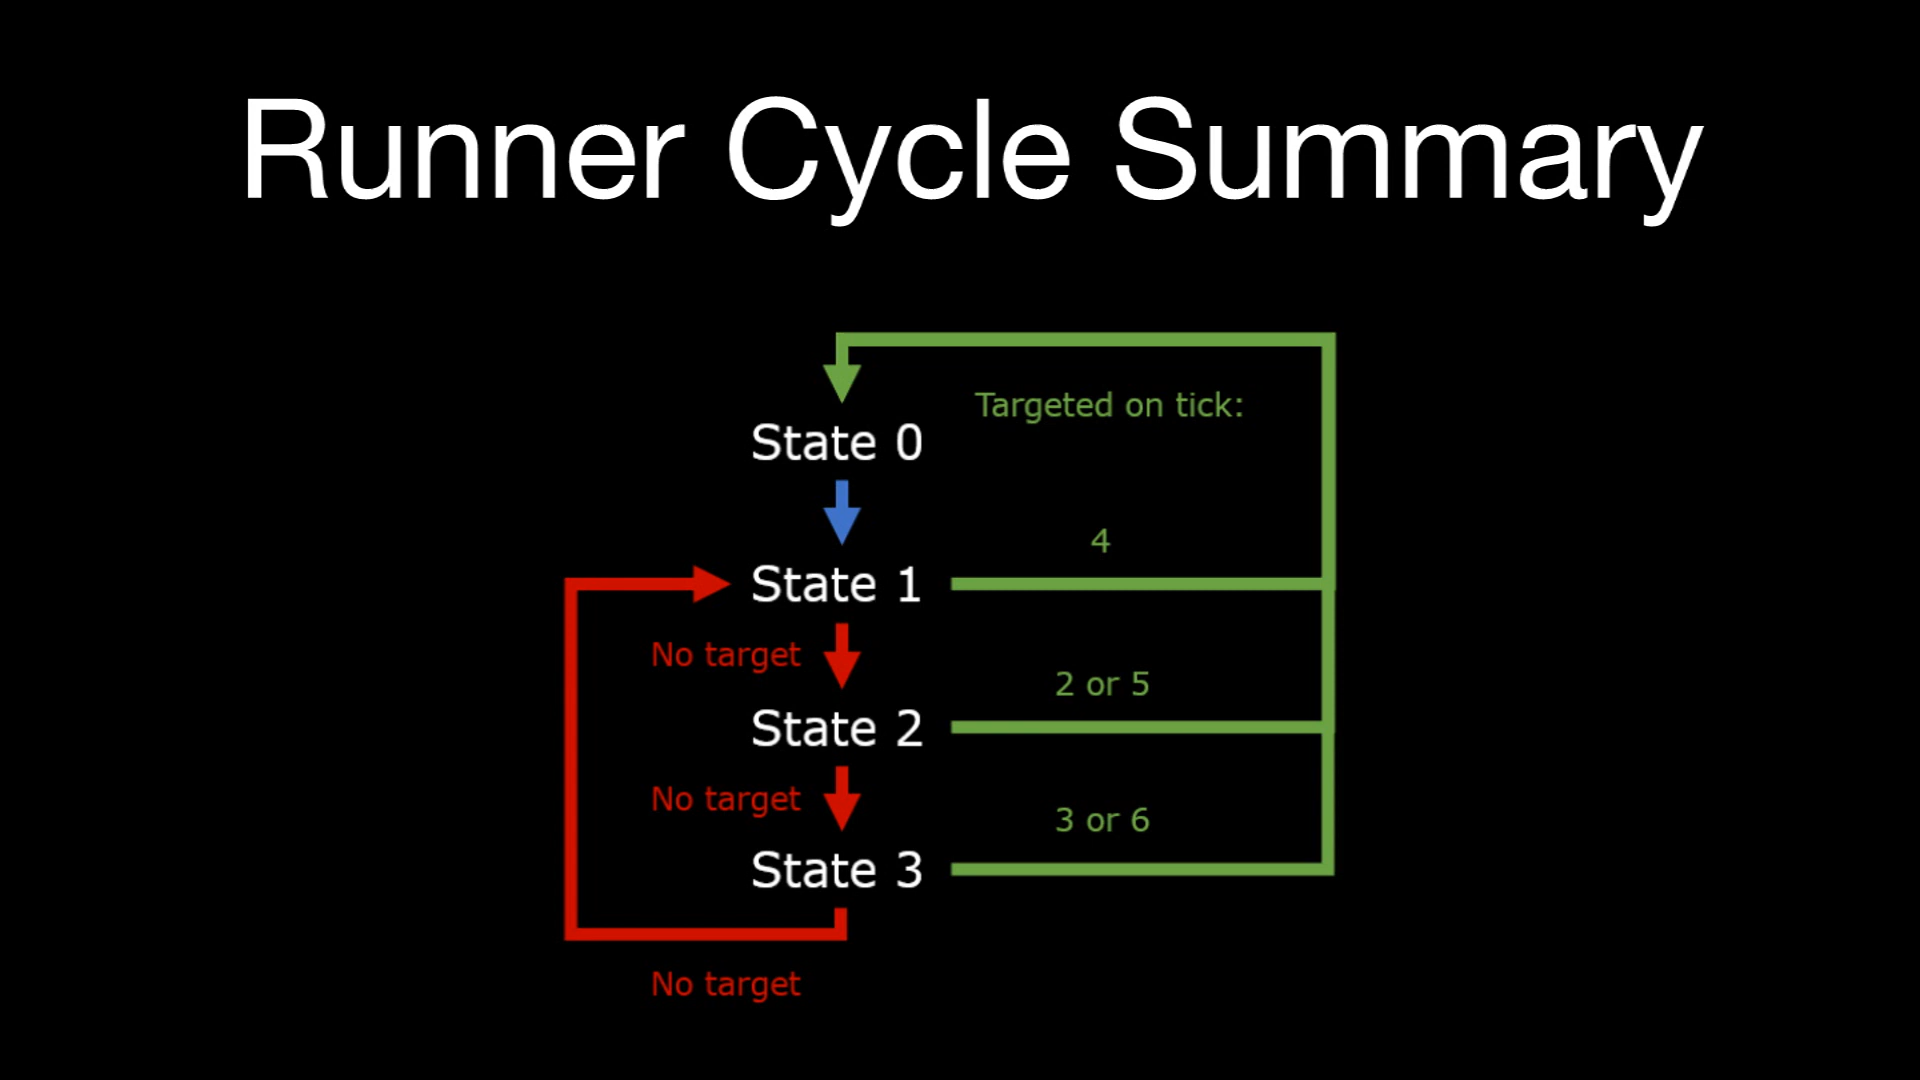 Runner Cycle Summary
Targeted on tick:
State 0
4
State 1
No target
2 or 5
State 2
No target
3 or 6
State 3
No target